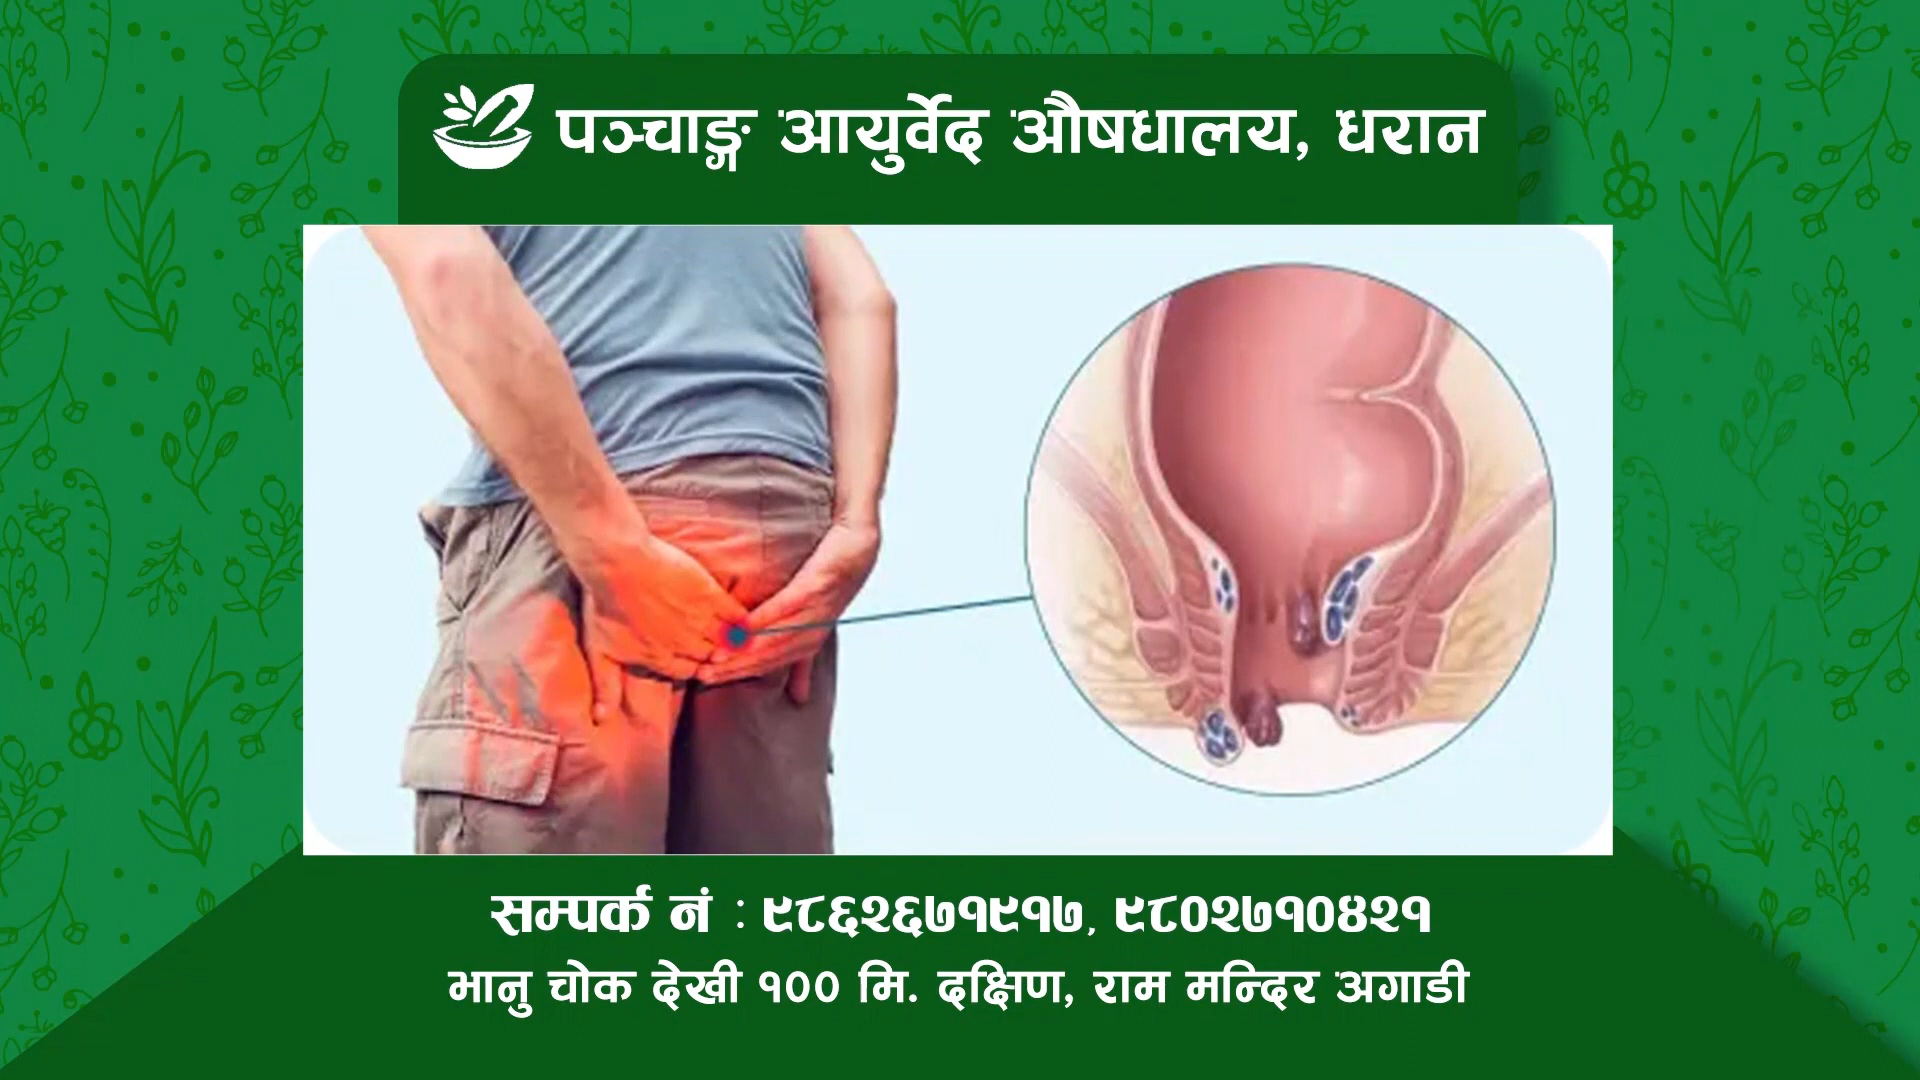 पञ्चाङ्ग आयुर्वेद औषधालय, धरान
सम्पर्क नं : ९८६२६७१९१७, ९८०२७१०४२१
भानु चोक देखी १०० मि. दक्षिण, राम मन्दिर अगाडी